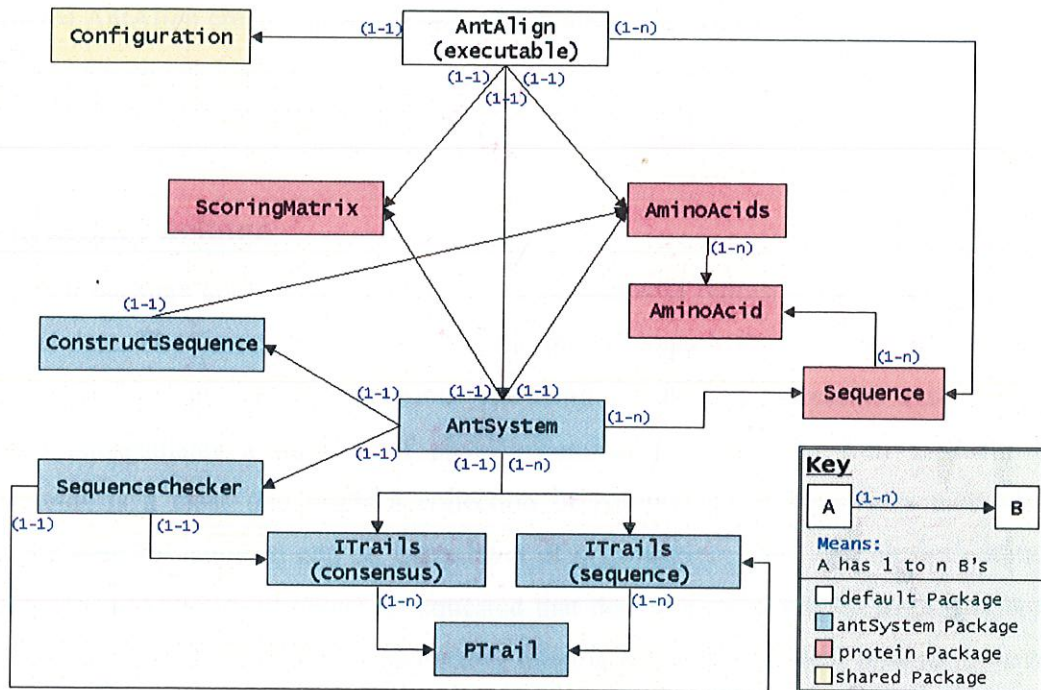 Configuration
(1-1)
AntAlign
(executable)
(1-n)
(1-1)
(1-1)
(1-1)
ScoringMatrix
AminoAcids
(1-n)
AminoAcid
(1-1)
ConstructSequence
(1-n)
Sequence
(1-1)
(1-1)
(1-1)
(1-n)
AntSystem
(1-1)
(1-1)
(1-n)
SequenceChecker
(1-1)
(1-1)
ITrails
(consensus)
ITrails
(sequence)
(1-n)
(1-n)
PTrail
Key
A
(1-n)
B
Means:
A has 1 to n B's
default Package
antSystem Package
protein Package
shared Package